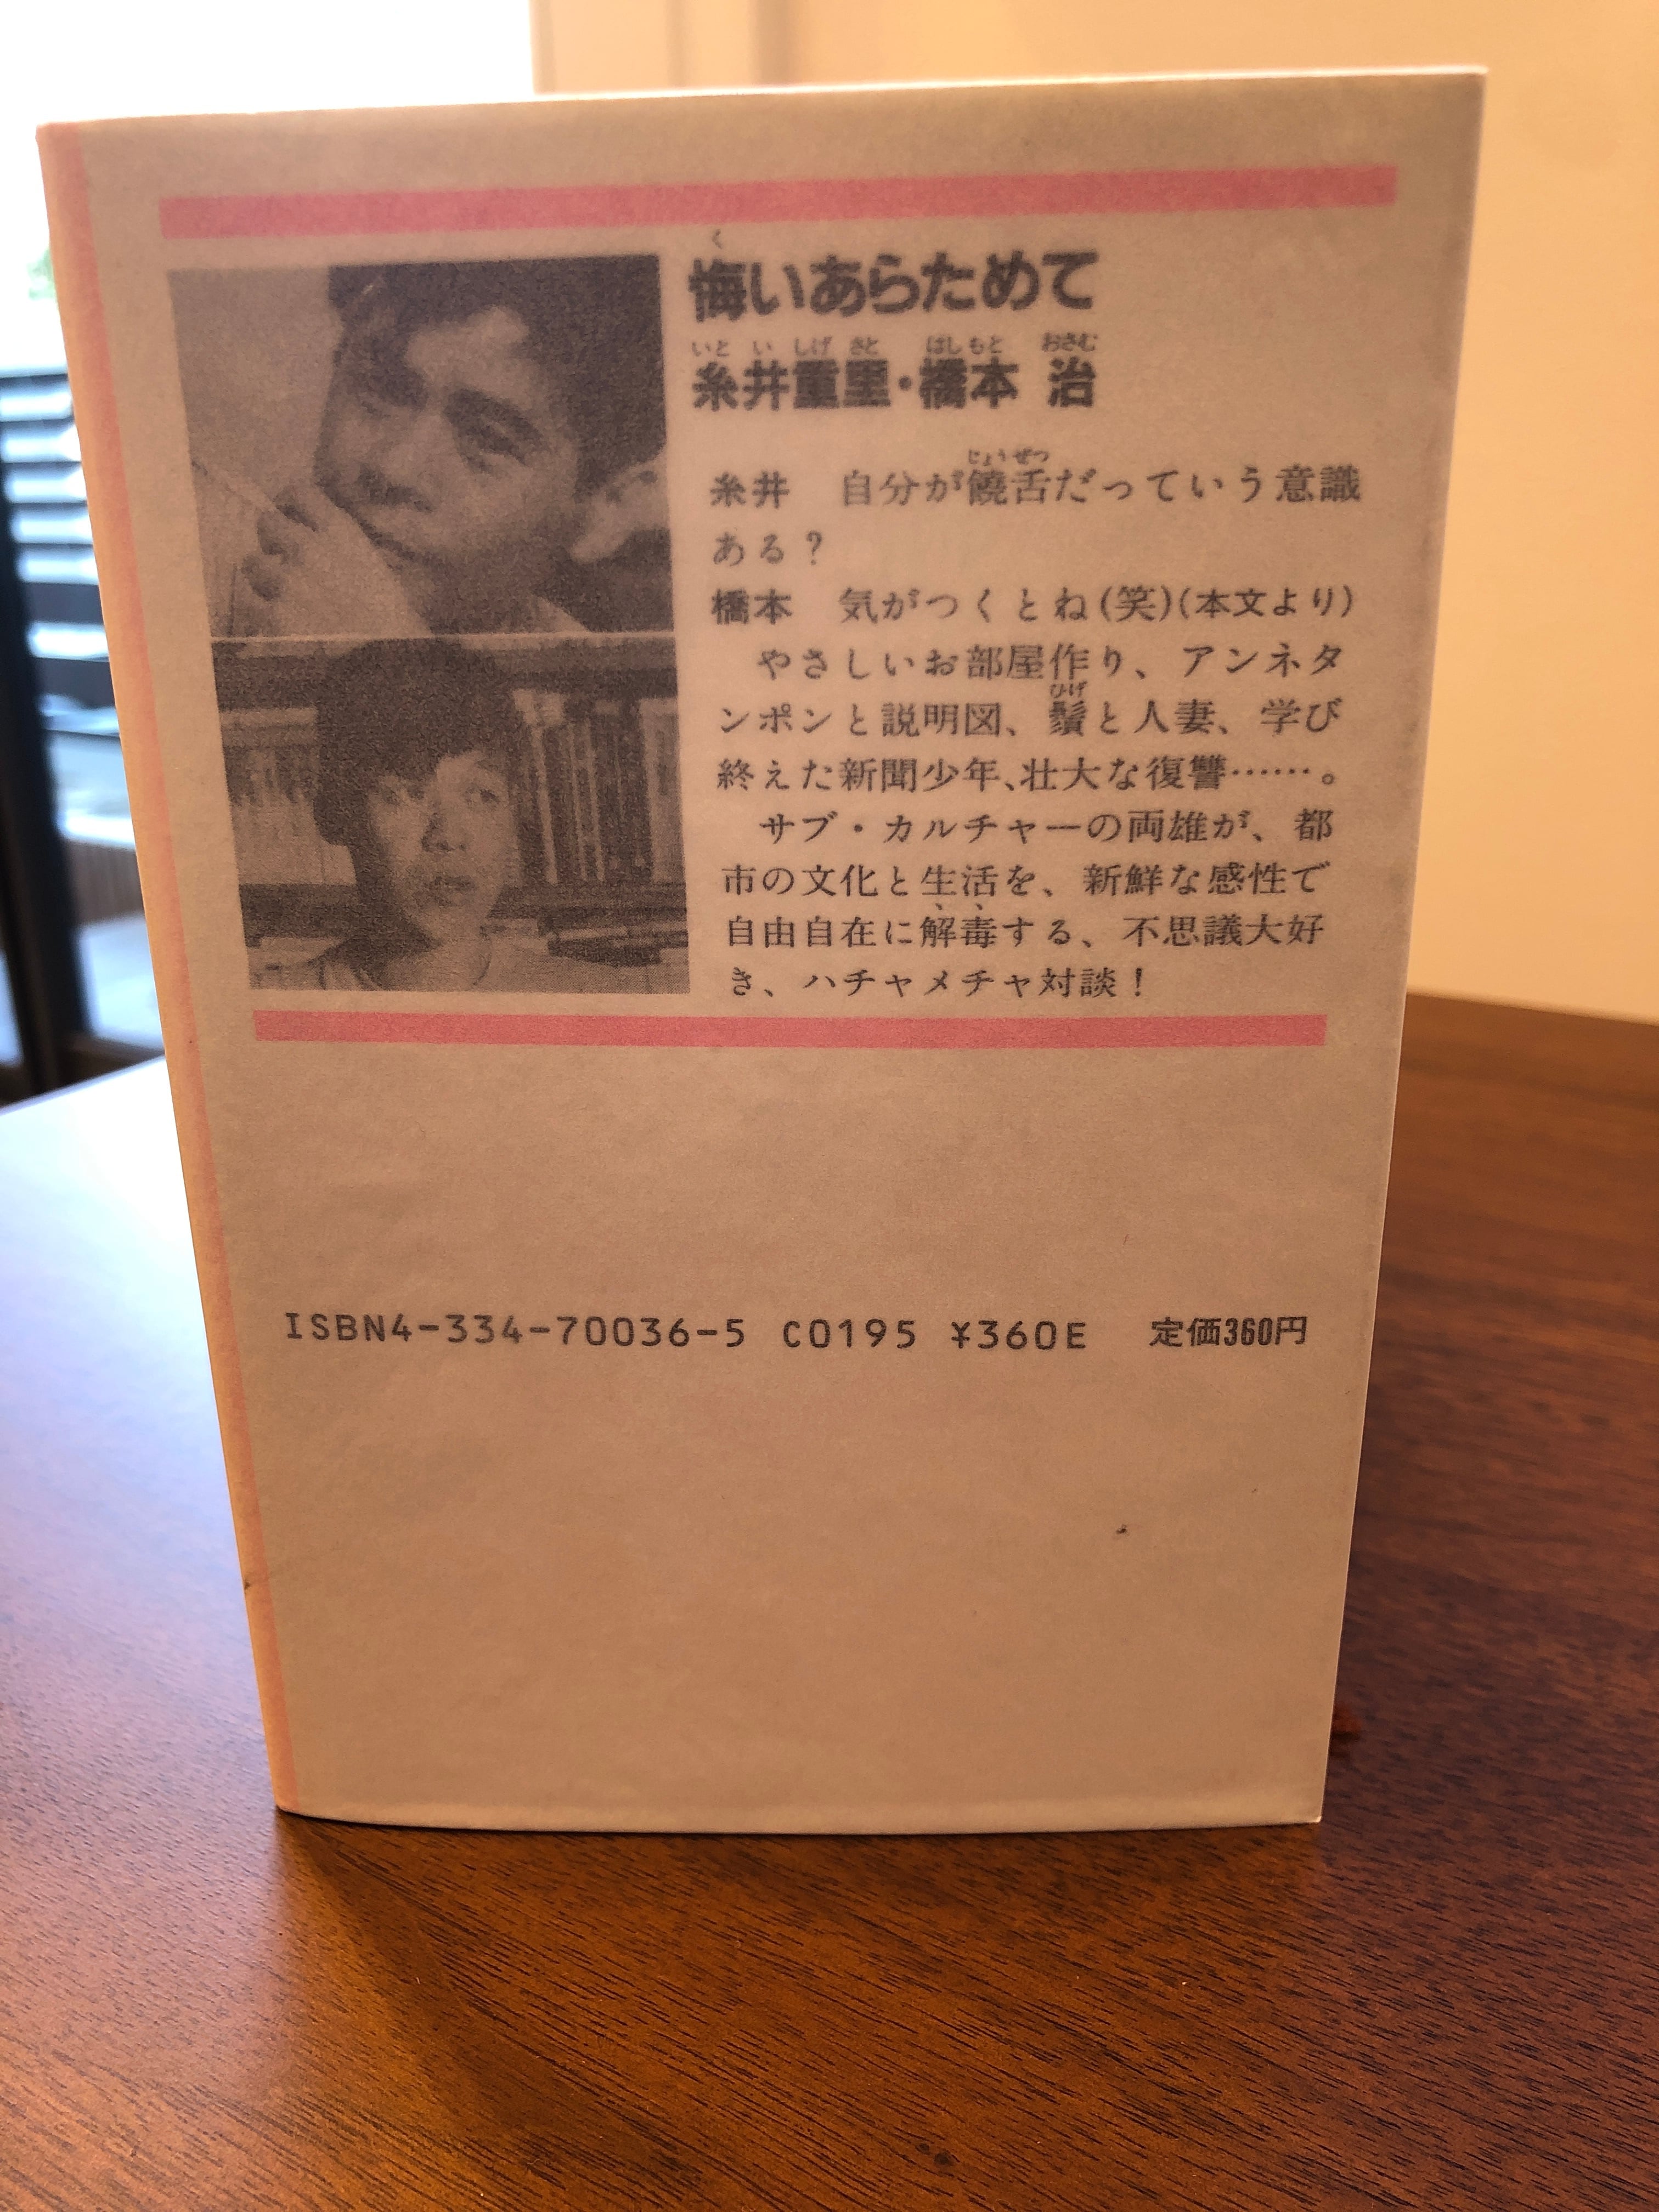 悔いあらためて
糸井重里・橋本 治
糸井　自分が饒舌だっていう意識
ある？
橋本　気がつくとね(笑)(本文より)
やさしいお部屋作り、アンネタ
ンポンと説明図、鬚と人妻、学び
終えた新聞少年、壮大な復讐……。
サブ・カルチャーの両雄が、都
市の文化と生活を、新鮮な感性で
自由自在に解毒する、不思議大好
き、ハチャメチャ対談！
ISBN4-334-70036-5 C0195 ¥360E 定価360円